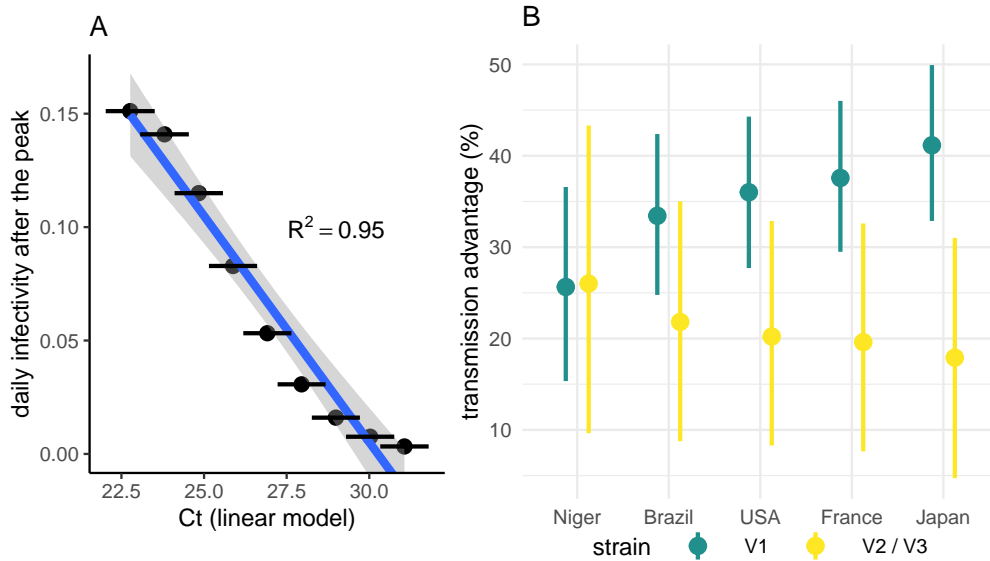 A
daily infectivity after the peak
0.15
0.10
0.05
0.00
R² = 0.95
22.5 25.0 27.5 30.0
Ct (linear model)
B
transmission advantage (%)
50
40
30
20
10
Niger Brazil USA France Japan
strain V1 V2 / V3